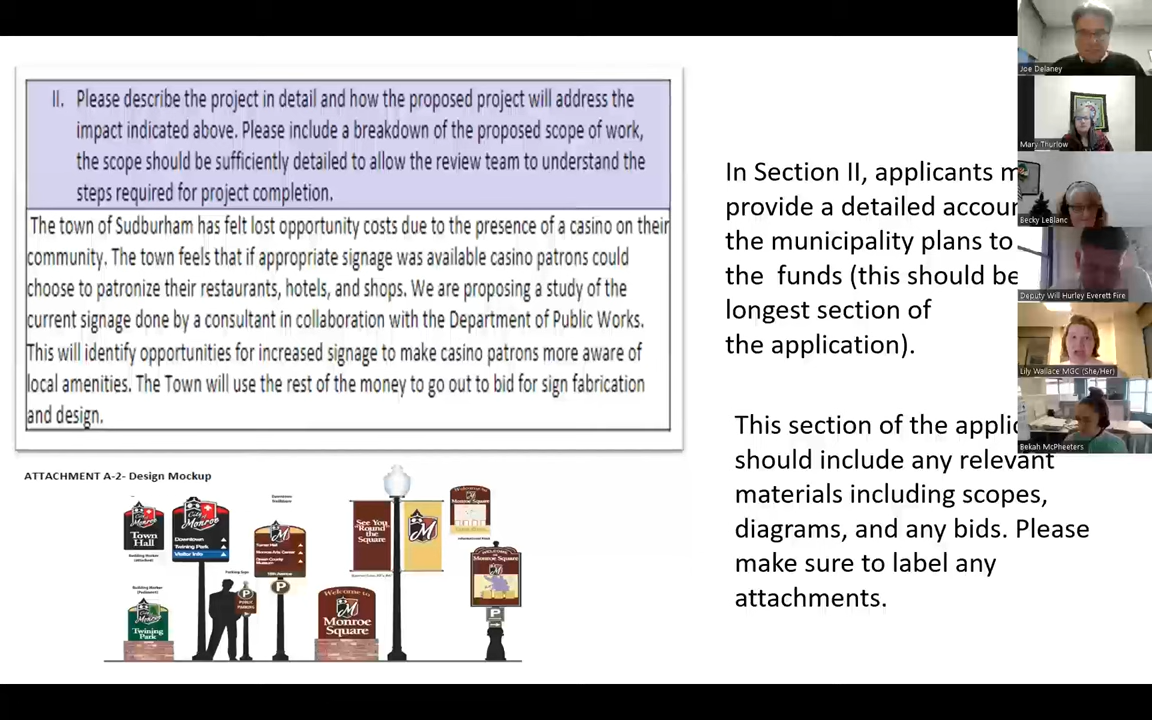 II. Please describe the project in detail and how the proposed project will address the
impact indicated above. Please include a breakdown of the proposed scope of work,
the scope should be sufficiently detailed to allow the review team to understand the
steps required for project completion.
The town of Sudburham has felt lost opportunity costs due to the presence of a casino on their
community. The town feels that if appropriate signage was available casino patrons could
choose to patronize their restaurants, hotels, and shops. We are proposing a study of the
current signage done by a consultant in collaboration with the Department of Public Works.
This will identify opportunities for increased signage to make casino patrons more aware of
local amenities. The Town will use the rest of the money to go out to bid for sign fabrication
and design.
ATTACHMENT A-2- Design Mockup
Town
Hall
City of
Monroe
Downtown
Twining Park
Visitor Info
See You
'Round
the
Square
Welcome to
Monroe
Square
P
P
P
PUBLIC
PARKING
Twining
Park
In Section II, applicants m
provide a detailed accoun
the municipality plans to
the funds (this should be
longest section of
the application).
This section of the applic
should include any relevant
materials including scopes,
diagrams, and any bids. Please
make sure to label any
attachments.
Joe Delaney
Mary Thurlow
Becky LeBlanc
Deputy Will Hurley Everett Fire
Lily Wallace MGC (She/Her)
Bekah McPheeters